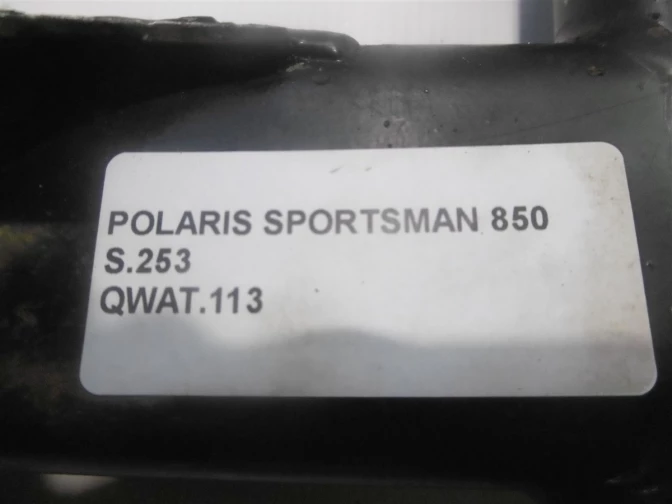 POLARIS SPORTSMAN 850
S.253
QWAT.113